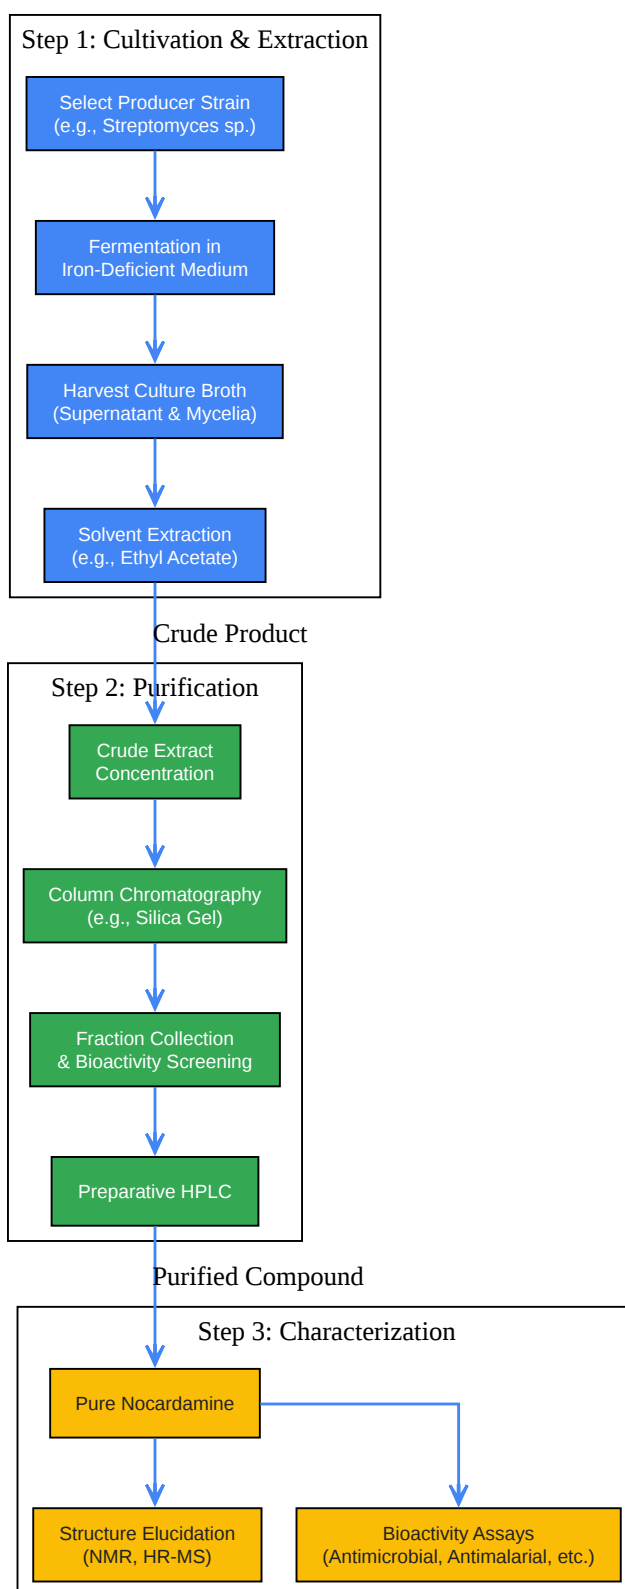 Step 1: Cultivation & Extraction
Select Producer Strain
(e.g., Streptomyces sp.)
Fermentation in
Iron-Deficient Medium
Harvest Culture Broth
(Supernatant & Mycelia)
Solvent Extraction
(e.g., Ethyl Acetate)
Crude Product
Step 2: Purification
Crude Extract
Concentration
Column Chromatography
(e.g., Silica Gel)
Fraction Collection
& Bioactivity Screening
Preparative HPLC
Purified Compound
Step 3: Characterization
Pure Nocardamine
Structure Elucidation
(NMR, HR-MS)
Bioactivity Assays
(Antimicrobial, Antimalarial, etc.)